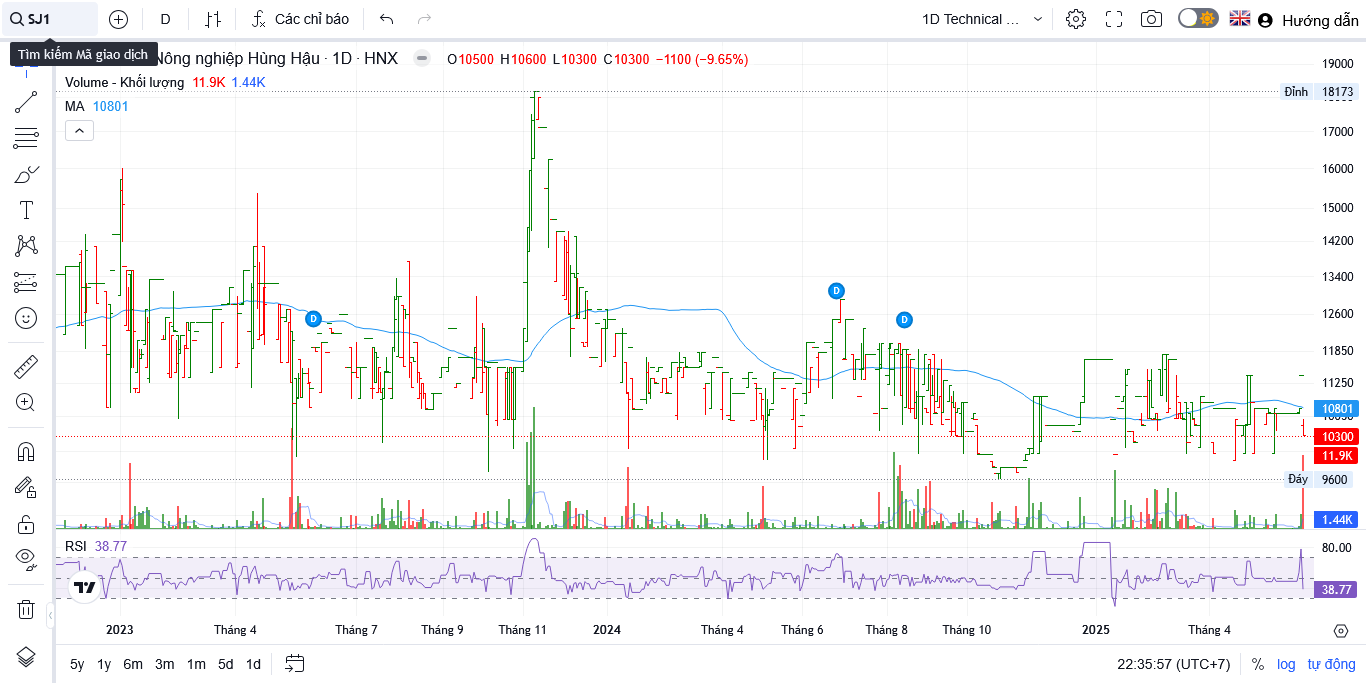 SJ1 D Các chỉ báo 1D Technical ... Hướng dẫn
Tìm kiếm Mã giao dịch
Nông nghiệp Hùng Hậu · 1D · HNX O10500 H10600 L10300 C10300 −1100 (−9.65%)
Volume - Khối lượng 11.9K 1.44K
MA 10801
19000
Đỉnh 18173
17000
16000
15000
14200
13400
12600
11850
11250
10801
10300
11.9K
Đáy 9600
1.44K
D
D
D
RSI 38.77
80.00
38.77
2023 Tháng 4 Tháng 7 Tháng 9 Tháng 11 2024 Tháng 4 Tháng 6 Tháng 8 Tháng 10 2025 Tháng 4
5y 1y 6m 3m 1m 5d 1d 22:35:57 (UTC+7) % log tự động